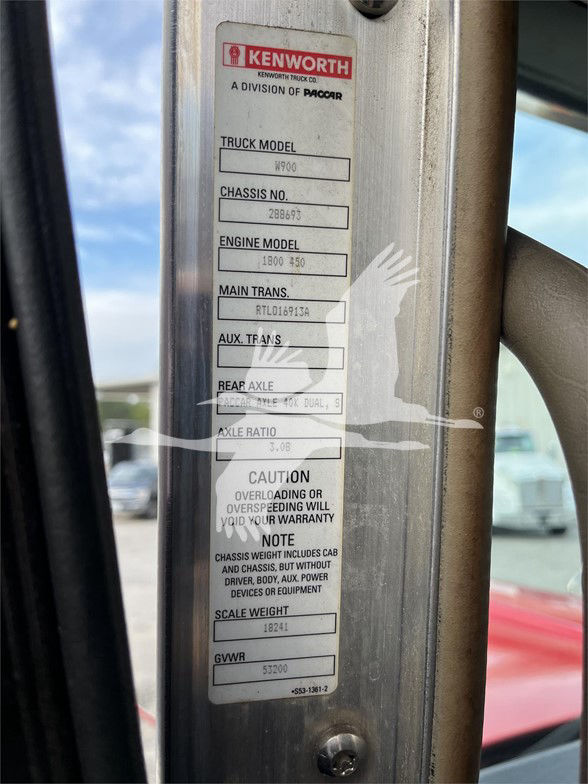 KENWORTH
KENWORTH TRUCK CO.
A DIVISION OF PACCAR
TRUCK MODEL
W900
CHASSIS NO.
288693
ENGINE MODEL
1800 450
MAIN TRANS.
RTLO16913A
AUX. TRANS
REAR AXLE
PACCAR AXLE 40K DUAL, S
AXLE RATIO
3.08
CAUTION
OVERLOADING OR
OVERSPEEDING WILL
VOID YOUR WARRANTY
NOTE
CHASSIS WEIGHT INCLUDES CAB
AND CHASSIS, BUT WITHOUT
DRIVER, BODY, AUX. POWER
DEVICES OR EQUIPMENT
SCALE WEIGHT
18241
GVWR
53200
•S53-1361-2
®